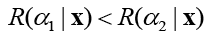 R(α₁ | x) < R(α₂ | x)